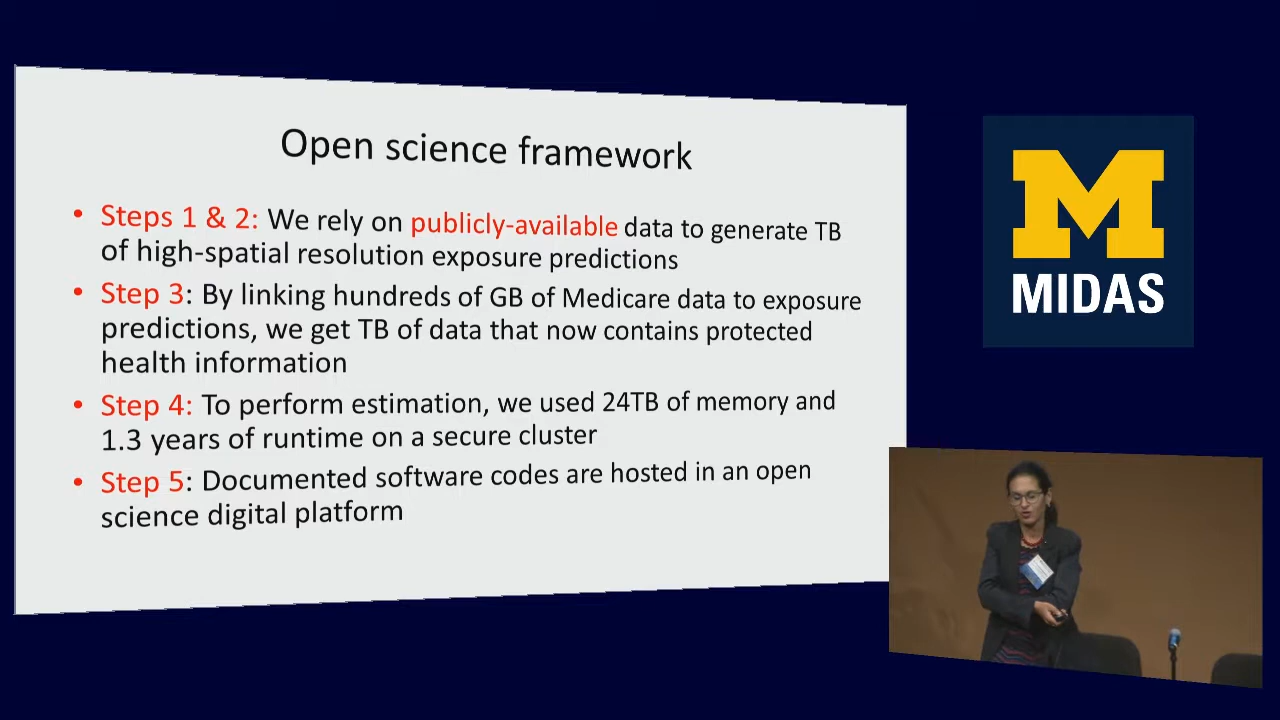 Open science framework
• Steps 1 & 2: We rely on publicly-available data to generate TB
of high-spatial resolution exposure predictions
• Step 3: By linking hundreds of GB of Medicare data to exposure
predictions, we get TB of data that now contains protected
health information
• Step 4: To perform estimation, we used 24TB of memory and
1.3 years of runtime on a secure cluster
• Step 5: Documented software codes are hosted in an open
science digital platform
M
MIDAS